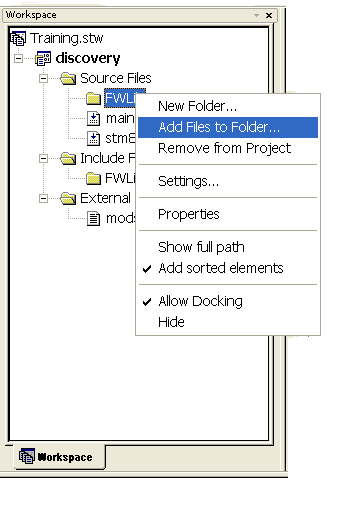 Workspace
Training.stw
discovery
Source Files
FWLi
New Folder...
main
Add Files to Folder...
stm8
Remove from Project
Include F
FWLi
Settings...
External
mods
Properties
Show full path
Add sorted elements
Allow Docking
Hide
Workspace